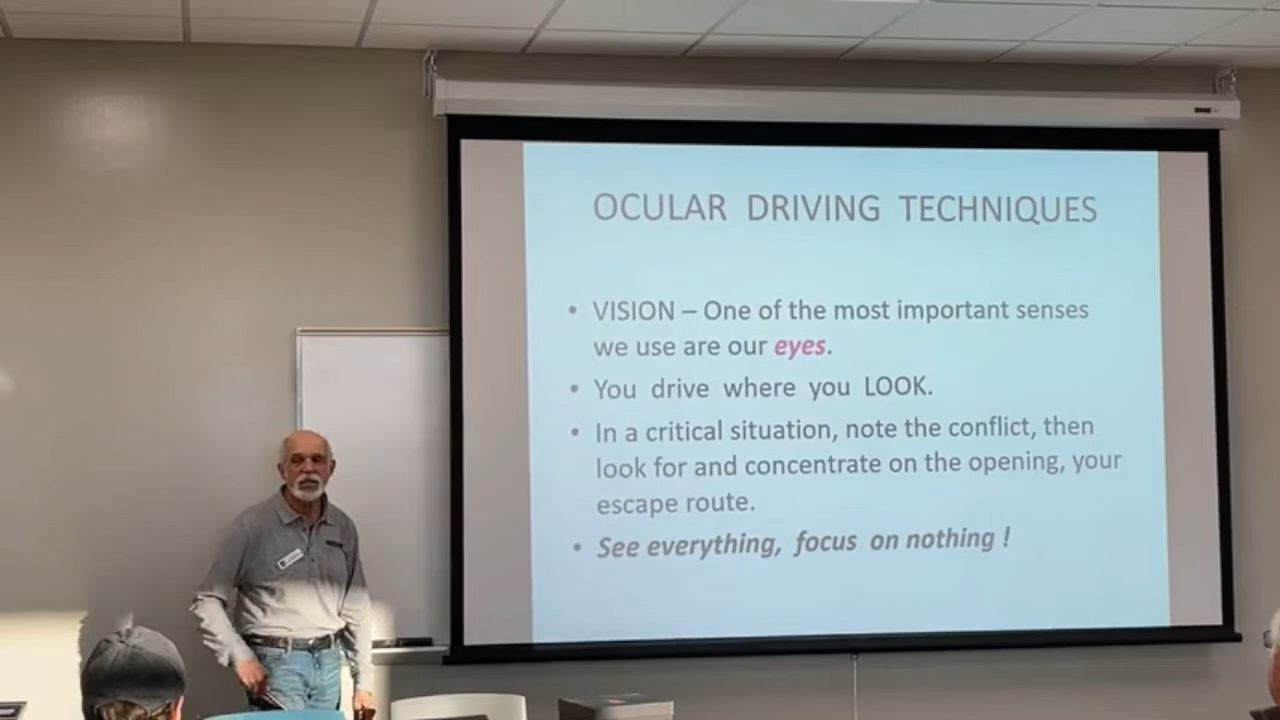 OCULAR DRIVING TECHNIQUES
• VISION – One of the most important senses
we use are our eyes.
• You drive where you LOOK.
• In a critical situation, note the conflict, then
look for and concentrate on the opening, your
escape route.
• See everything, focus on nothing !